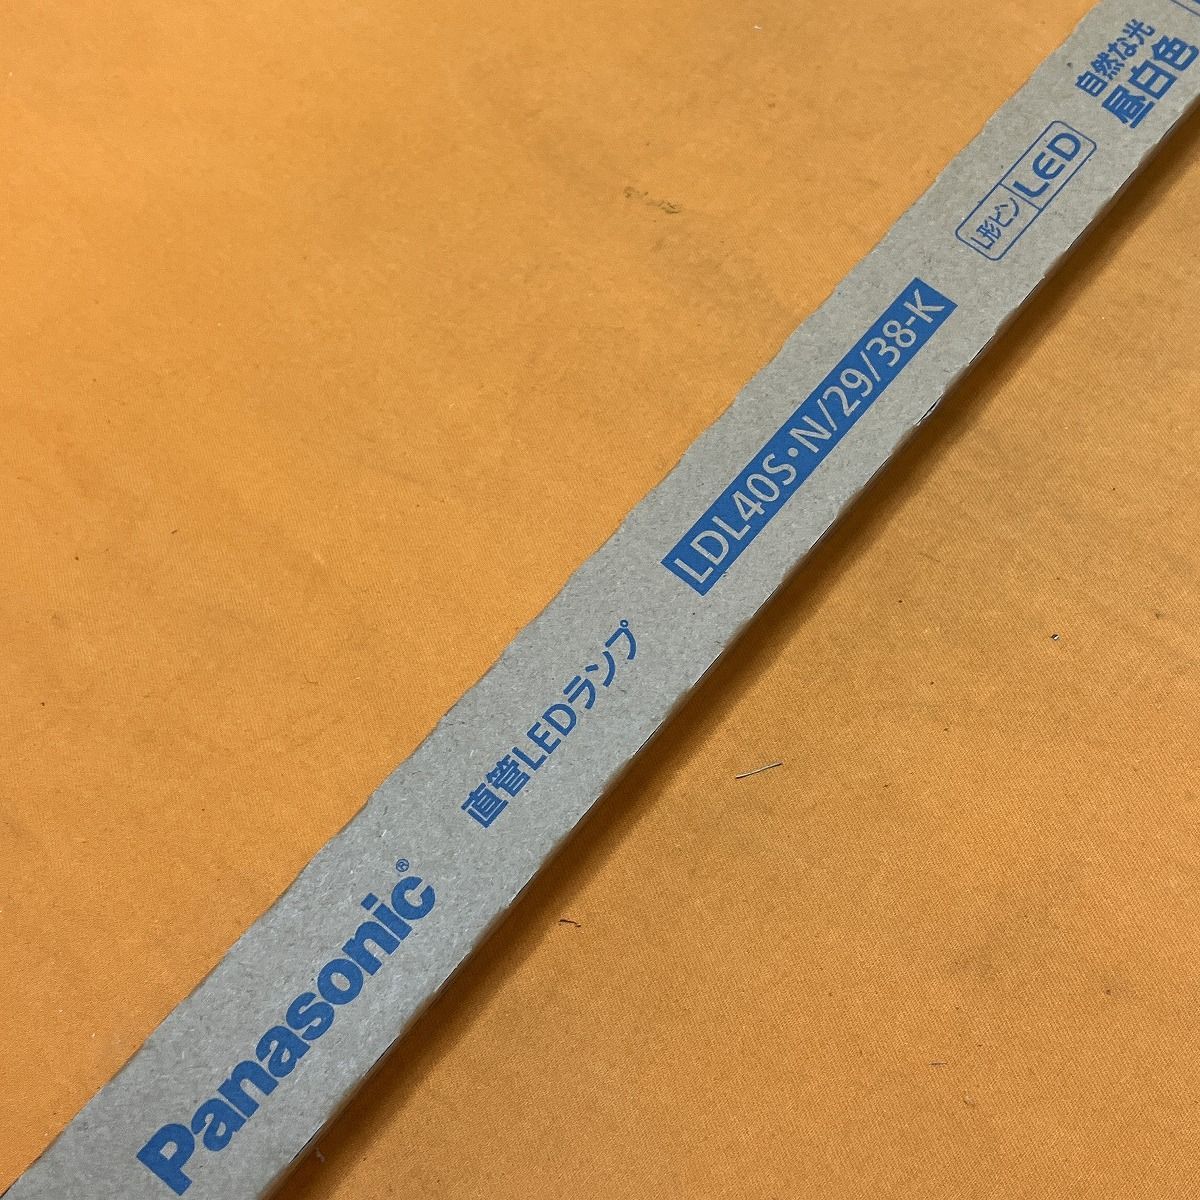 Panasonic®
直管LEDランプ
LDL40S・N/29/38-K
L形ピン LED
自然な光
昼白色